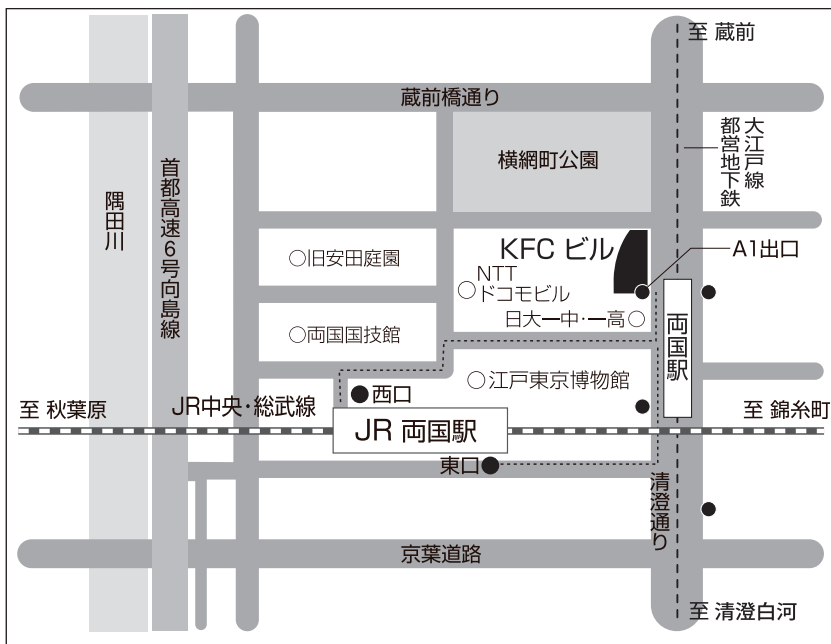 至 蔵前
蔵前橋通り
大江戸線
都営地下鉄
横網町公園
首都高速6号向島線
隅田川
KFC ビル
A1出口
旧安田庭園
NTT
ドコモビル
日大一中・一高
両国国技館
両国駅
江戸東京博物館
西口
至 秋葉原
JR中央・総武線
至 錦糸町
JR 両国駅
東口
清澄通り
京葉道路
至 清澄白河